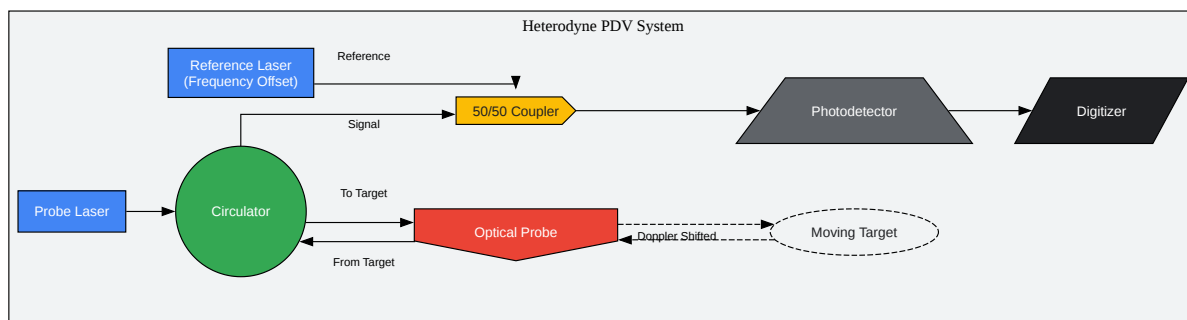 Heterodyne PDV System
Reference Laser
(Frequency Offset)
Reference
50/50 Coupler
Photodetector
Digitizer
Signal
Probe Laser
Circulator
To Target
Optical Probe
Doppler Shifted
Moving Target
From Target